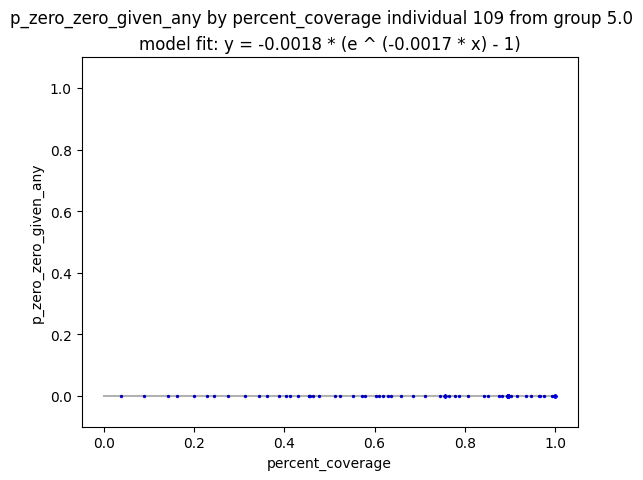 p_zero_zero_given_any by percent_coverage individual 109 from group 5.0
model fit: y = -0.0018 * (e ^ (-0.0017 * x) - 1)
1.0
0.8
0.6
0.4
0.2
0.0
p_zero_zero_given_any
0.0 0.2 0.4 0.6 0.8 1.0
percent_coverage